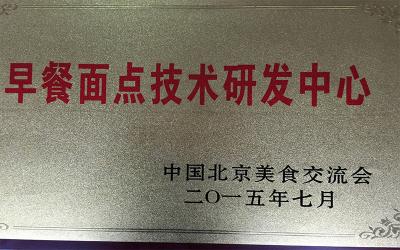 早餐面点技术研发中心
中国北京美食交流会
二〇一五年七月